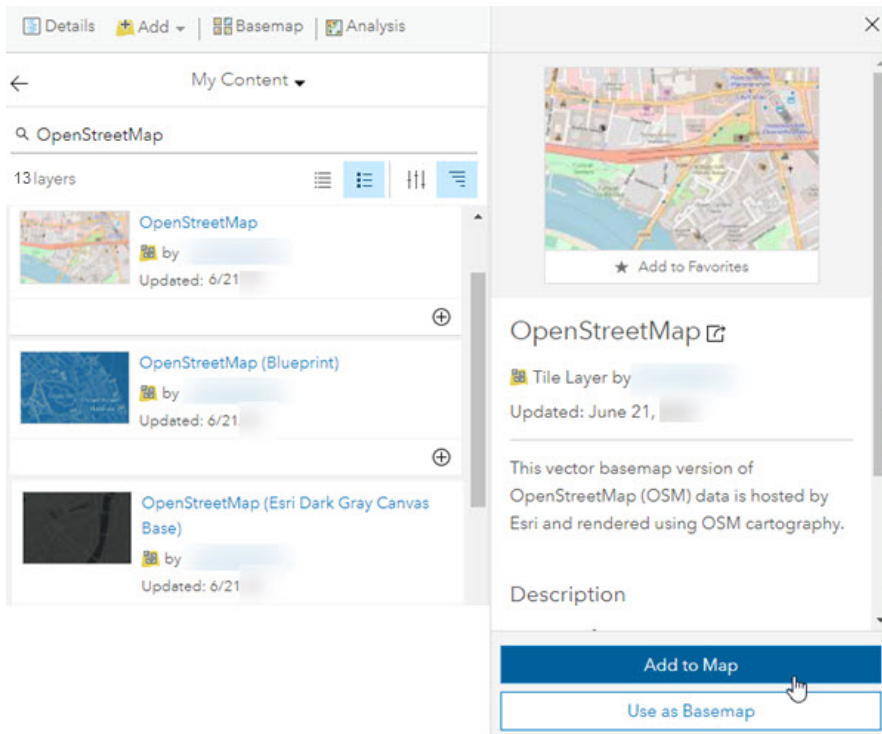 Details Add Basemap Analysis
My Content
OpenStreetMap
13 layers
OpenStreetMap
by
Updated: 6/21
OpenStreetMap (Blueprint)
by
Updated: 6/21
OpenStreetMap (Esri Dark Gray Canvas
Base)
by
Updated: 6/21
Add to Favorites
OpenStreetMap
Tile Layer by
Updated: June 21,
This vector basemap version of
OpenStreetMap (OSM) data is hosted by
Esri and rendered using OSM cartography.
Description
Add to Map
Use as Basemap